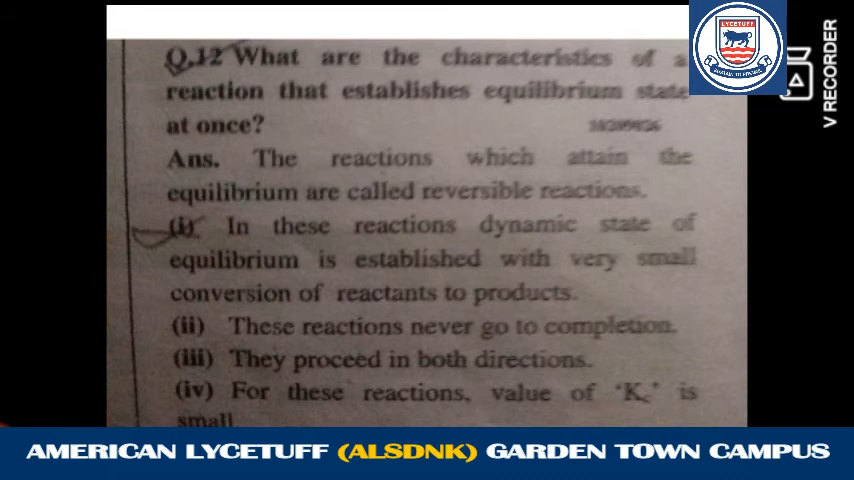 Q.12 What are the characteristics of a
reaction that establishes equilibrium state
at once?
Ans. The reactions which attain the
equilibrium are called reversible reactions.
(i) In these reactions dynamic state of
equilibrium is established with very small
conversion of reactants to products.
(ii) These reactions never go to completion.
(iii) They proceed in both directions.
(iv) For these reactions, value of ‘Kc’ is
small.
LYCETUFF
V RECORDER
AMERICAN LYCETUFF (ALSDNK) GARDEN TOWN CAMPUS